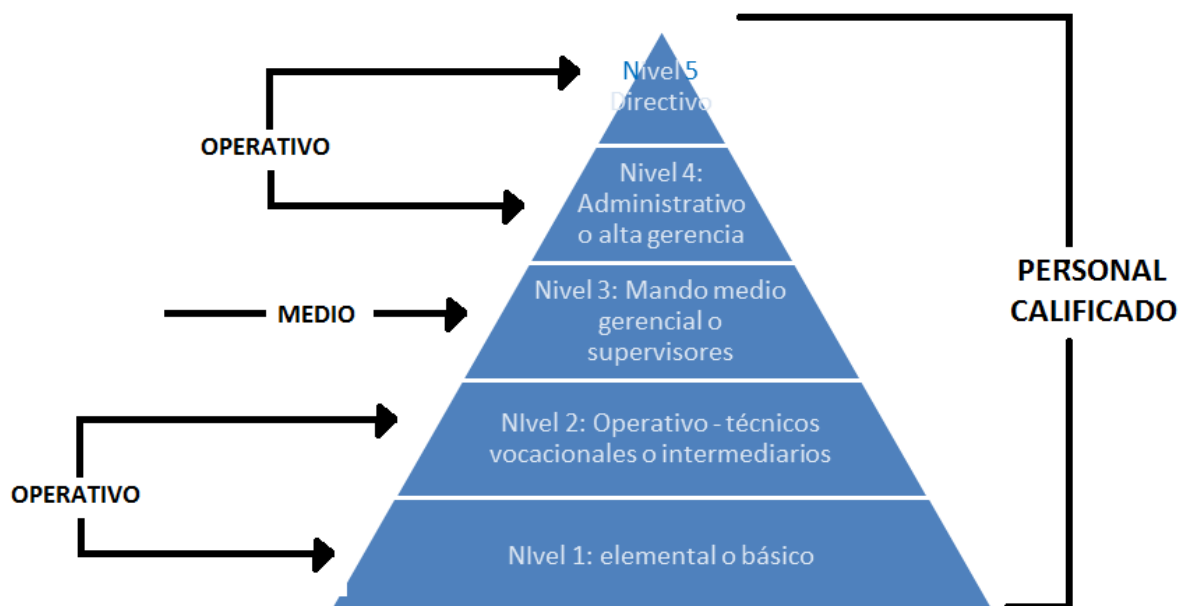 Nivel 5
Directivo
OPERATIVO
Nivel 4:
Administrativo
o alta gerencia
PERSONAL
CALIFICADO
Nivel 3: Mando medio
gerencial o
supervisores
MEDIO
NIvel 2: Operativo - técnicos
vocacionales o intermediarios
OPERATIVO
NIvel 1: elemental o básico